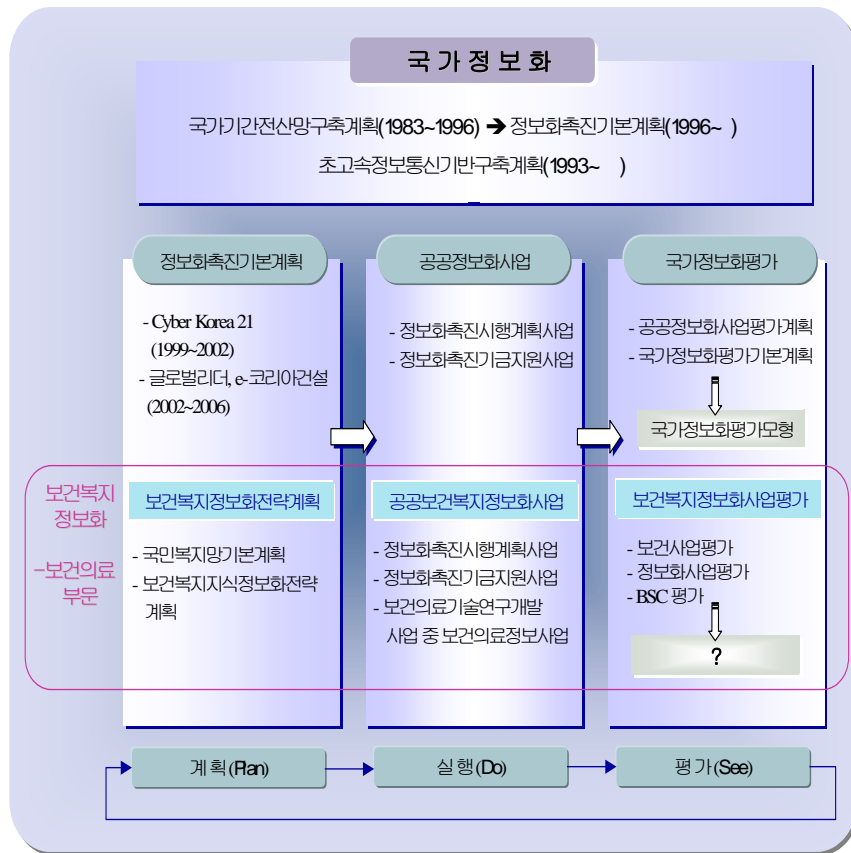 국가정보화
국가기간전산망구축계획(1983~1996) ➔ 정보화촉진기본계획(1996~ )
초고속정보통신기반구축계획(1993~ )
정보화촉진기본계획
- Cyber Korea 21
(1999~2002)
- 글로벌리더, e-코리아건설
(2002~2006)
공공정보화사업
- 정보화촉진시행계획사업
- 정보화촉진기금지원사업
국가정보화평가
- 공공정보화사업평가계획
- 국가정보화평가기본계획
국가정보화평가모형
보건복지
정보화
-보건의료
부문
보건복지정보화전략계획
- 국민복지망기본계획
- 보건복지지식정보화전략
계획
공공보건복지정보화사업
- 정보화촉진시행계획사업
- 정보화촉진기금지원사업
- 보건의료기술연구개발
사업 중 보건의료정보사업
보건복지정보화사업평가
- 보건사업평가
- 정보화사업평가
- BSC 평가
?
계획(Plan)
실행(Do)
평가(See)